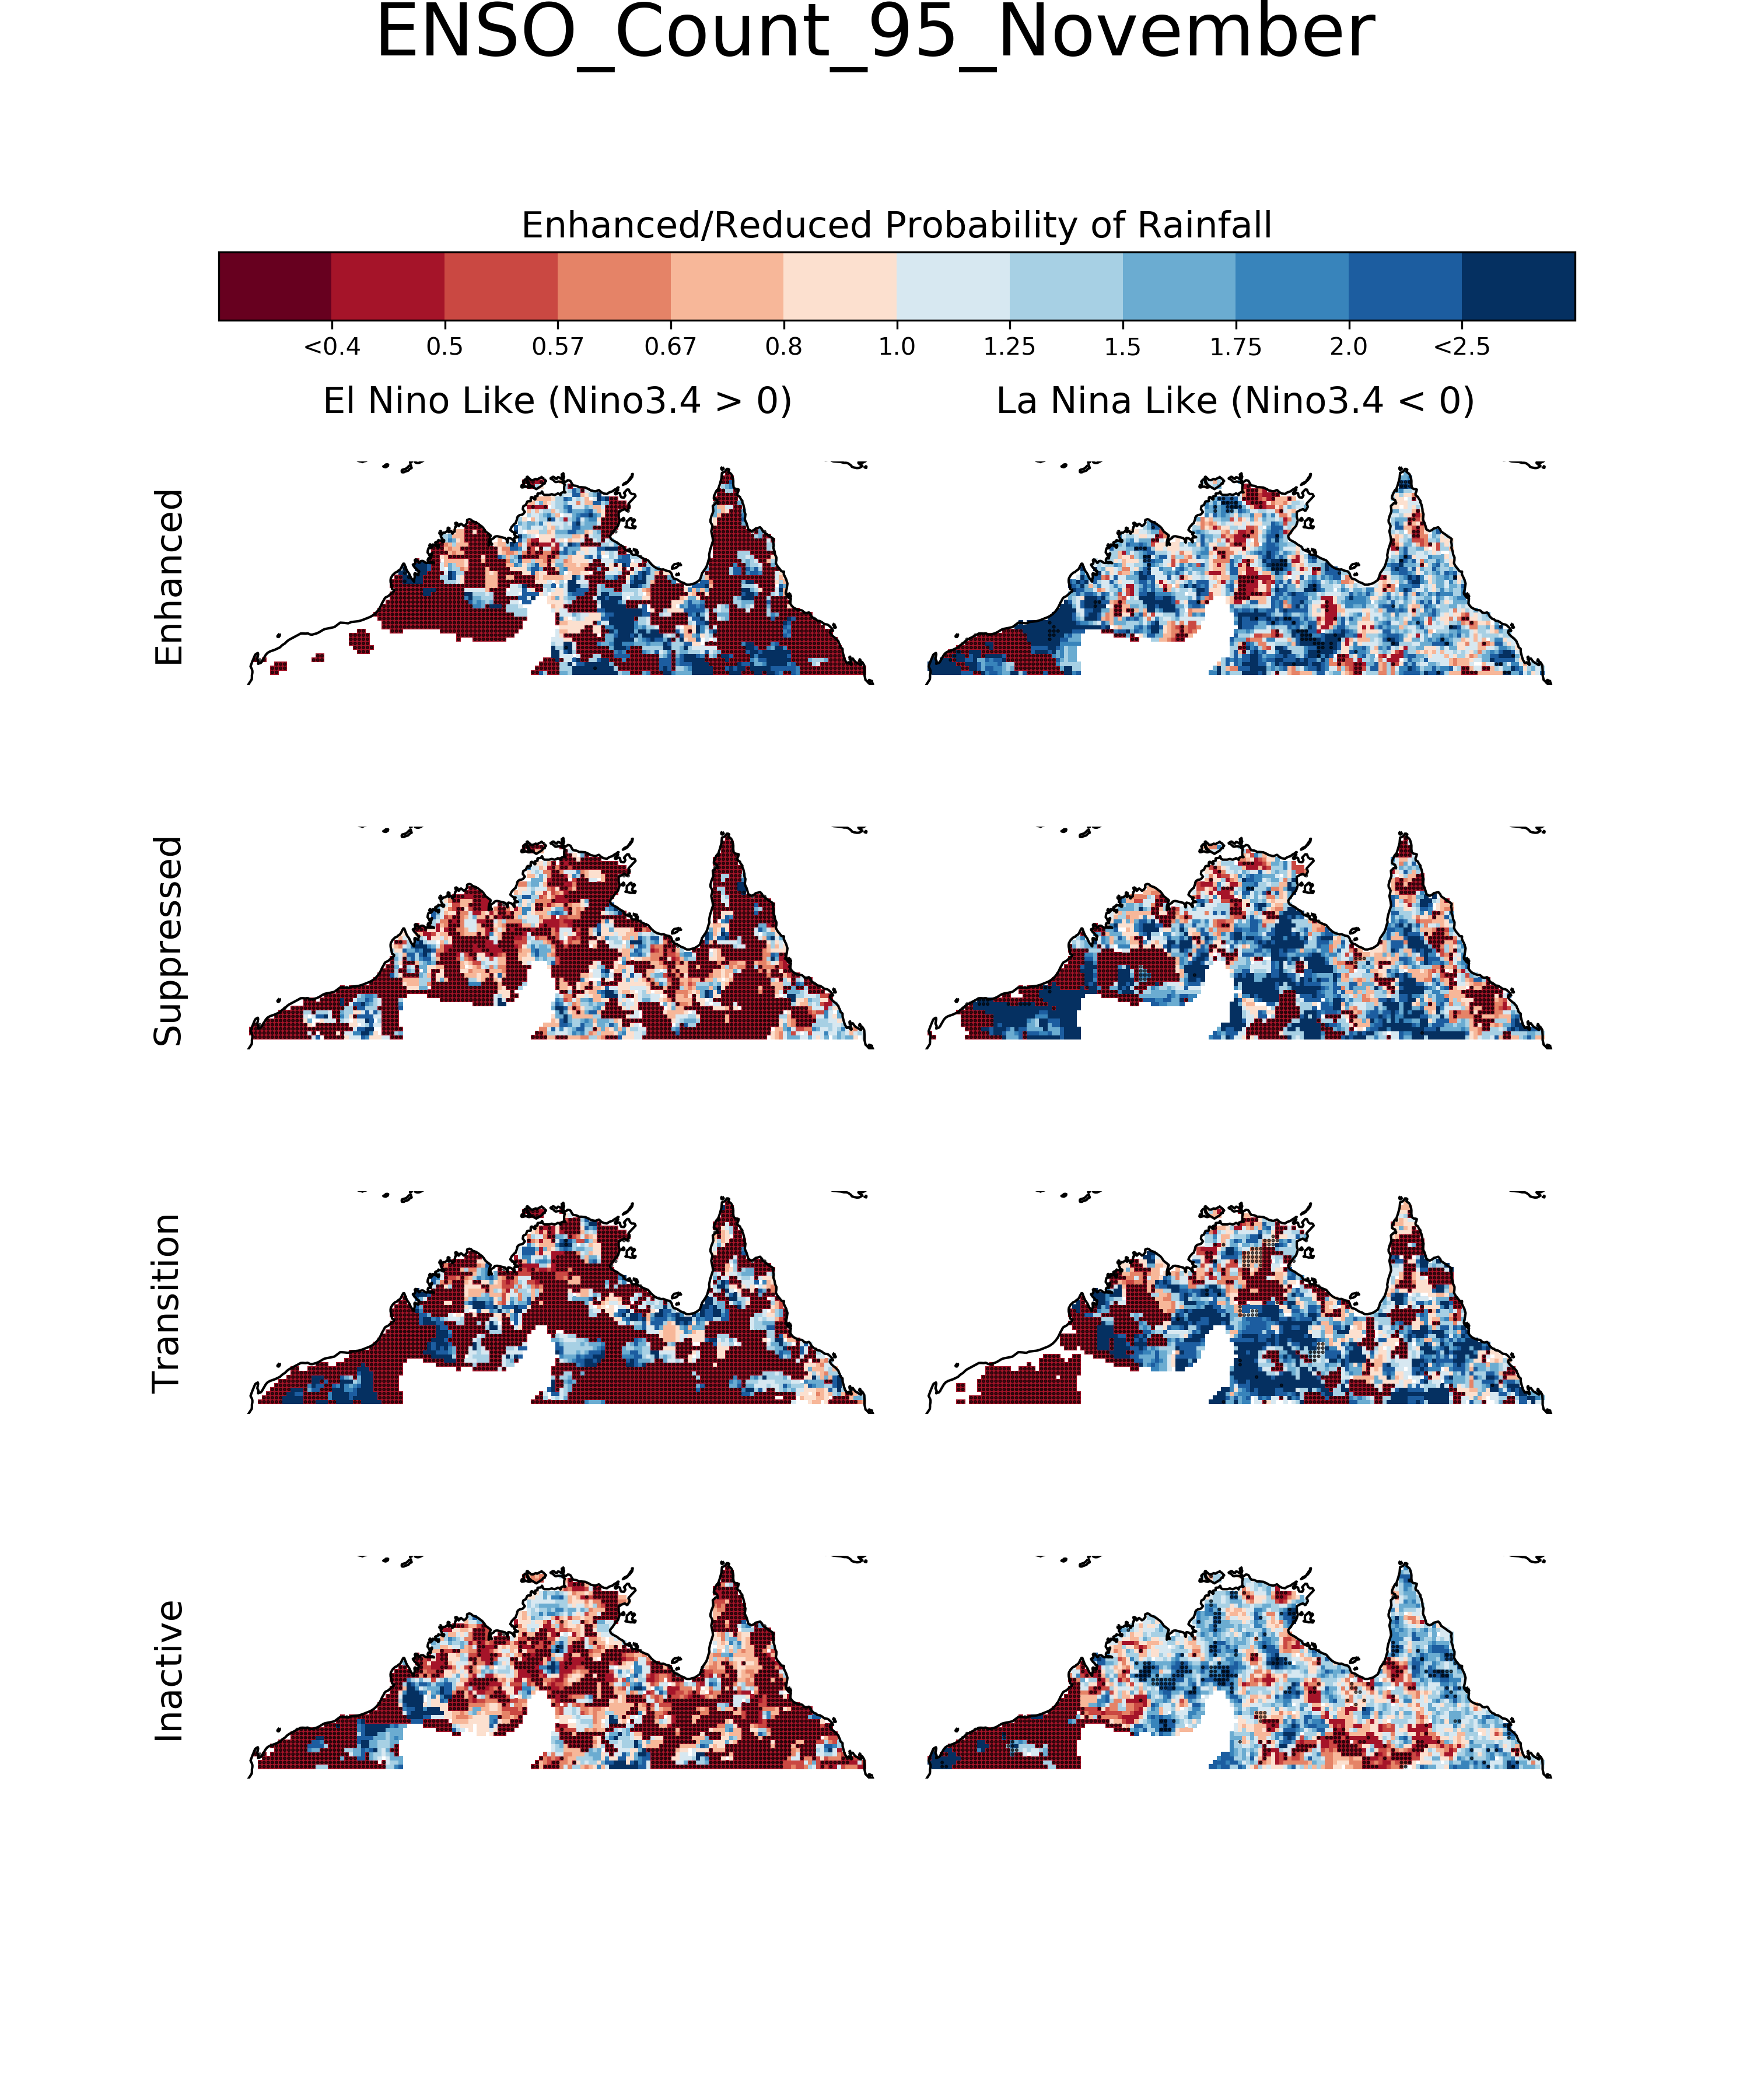 ENSO_Count_95_November
Enhanced/Reduced Probability of Rainfall
<0.4 0.5 0.57 0.67 0.8 1.0 1.25 1.5 1.75 2.0 <2.5
El Nino Like (Nino3.4 > 0) La Nina Like (Nino3.4 < 0)
Enhanced
Suppressed
Transition
Inactive